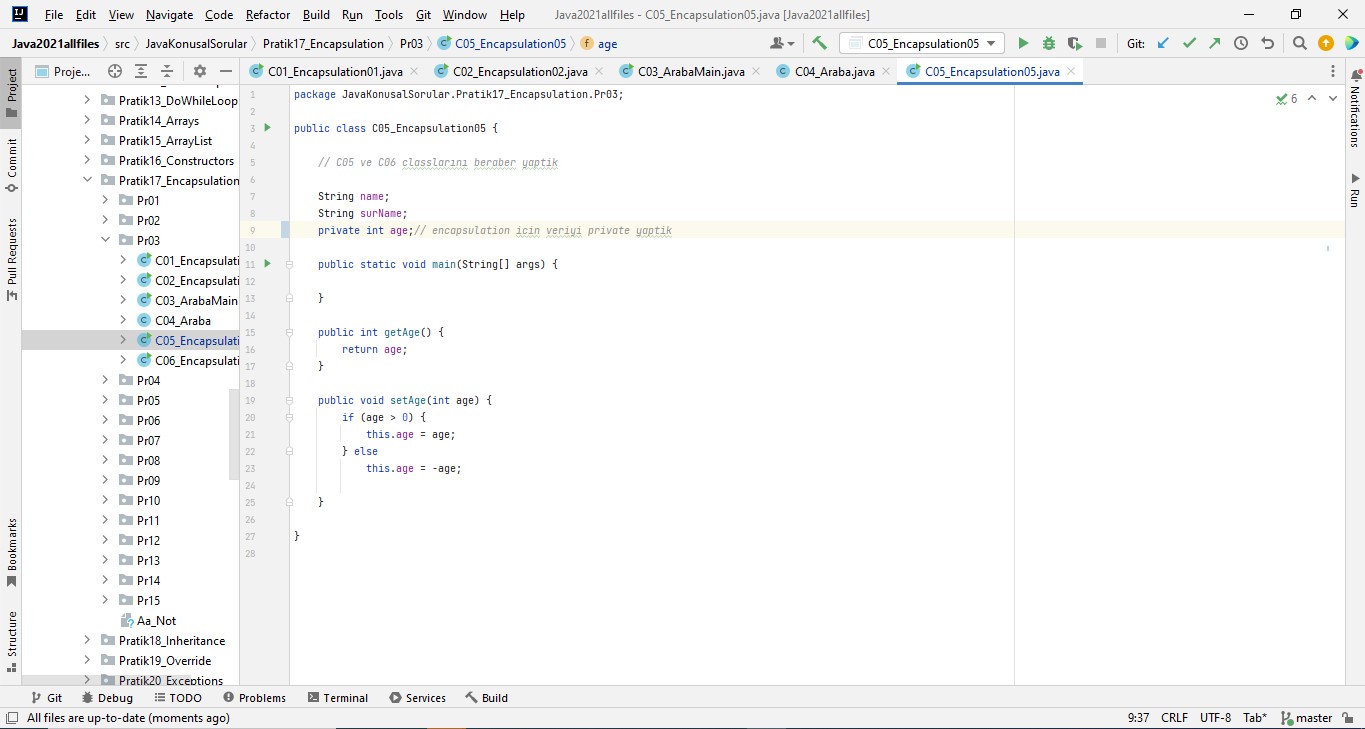 File Edit View Navigate Code Refactor Build Run Tools Git Window Help Java2021allfiles - C05_Encapsulation05.java [Java2021allfiles]
Java2021allfiles src JavaKonusalSorular Pratik17_Encapsulation Pr03 C05_Encapsulation05 f age C05_Encapsulation05 Git:
Project
Commit
Pull Requests
Bookmarks
Structure
Proje...
Pratik13_DoWhileLoop
Pratik14_Arrays
Pratik15_ArrayList
Pratik16_Constructors
Pratik17_Encapsulation
Pr01
Pr02
Pr03
C01_Encapsulati
C02_Encapsulati
C03_ArabaMain
C04_Araba
C05_Encapsulati
C06_Encapsulati
Pr04
Pr05
Pr06
Pr07
Pr08
Pr09
Pr10
Pr11
Pr12
Pr13
Pr14
Pr15
Aa_Not
Pratik18_Inheritance
Pratik19_Override
Pratik20_Exceptions
C01_Encapsulation01.java C02_Encapsulation02.java C03_ArabaMain.java C04_Araba.java C05_Encapsulation05.java
6
1 package JavaKonusalSorular.Pratik17_Encapsulation.Pr03;
2
3 public class C05_Encapsulation05 {
4
5 // C05 ve C06 classlarını beraber yaptik
6
7 String name;
8 String surName;
9 private int age;// encapsulation icin veriyi private yaptik
10
11 public static void main(String[] args) {
12
13 }
14
15 public int getAge() {
16 return age;
17 }
18
19 public void setAge(int age) {
20 if (age > 0) {
21 this.age = age;
22 } else
23 this.age = -age;
24
25 }
26
27 }
28
Notifications
Run
Git Debug TODO Problems Terminal Services Build
All files are up-to-date (moments ago) 9:37 CRLF UTF-8 Tab* master